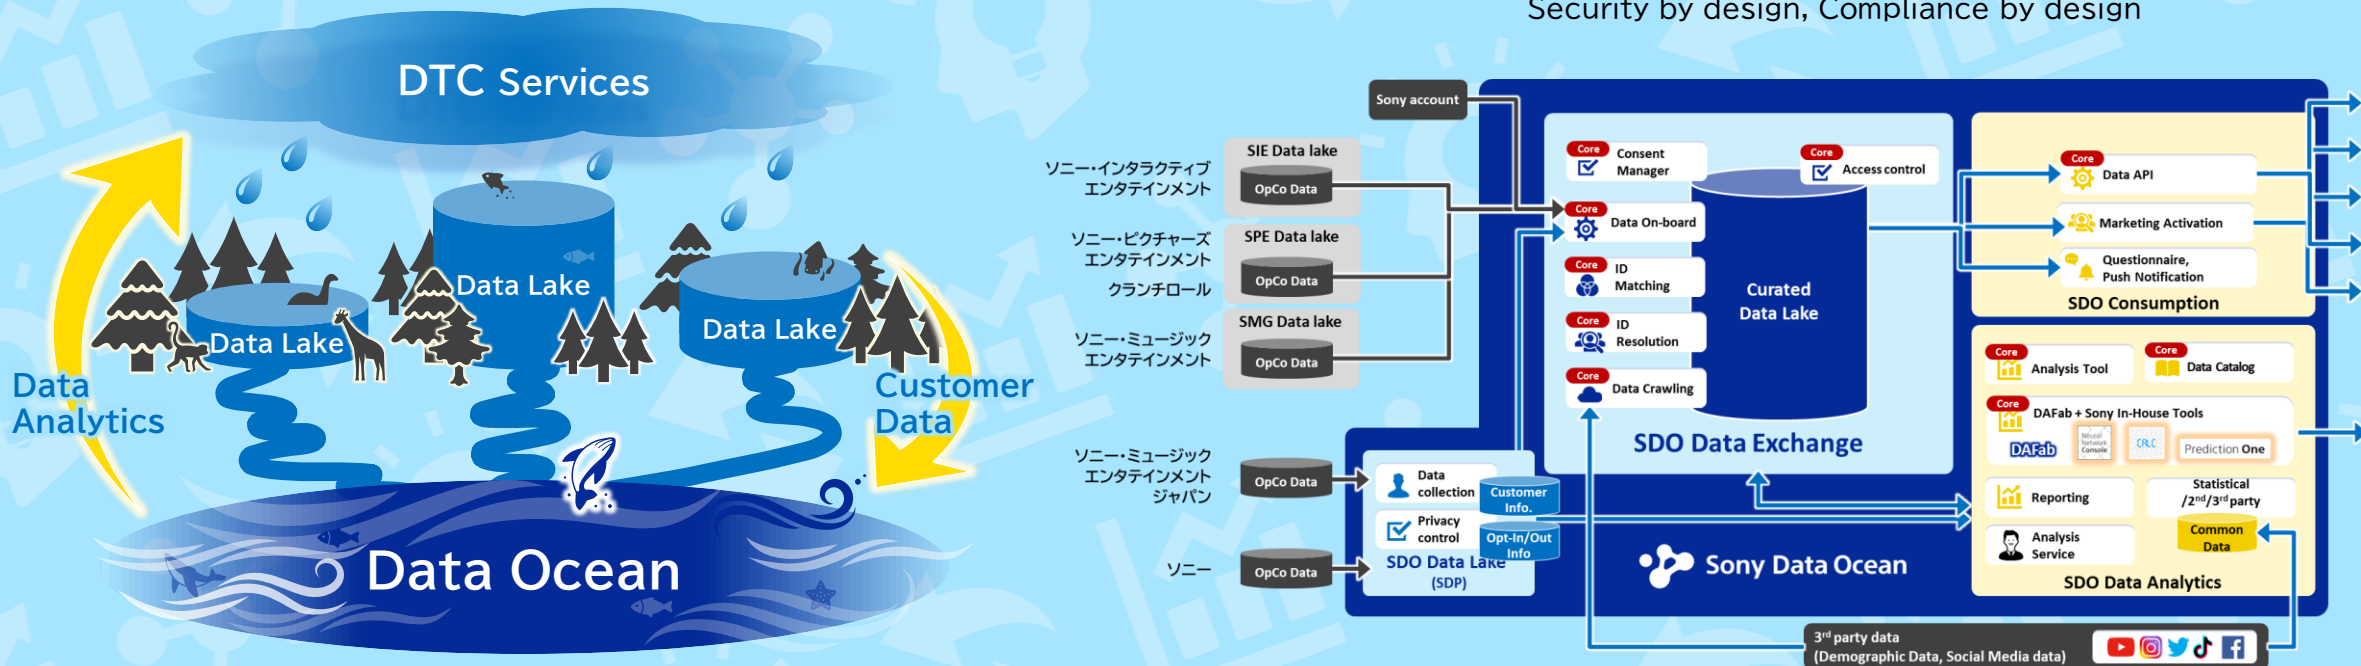 Security by design, Compliance by design
DTC Services
Data Lake
Data Lake
Data Lake
Data
Analytics
Customer
Data
Data Ocean
Sony account
ソニー・インタラクティブ
エンタテインメント
SIE Data lake
OpCo Data
ソニー・ピクチャーズ
エンタテインメント
クランチロール
SPE Data lake
OpCo Data
ソニー・ミュージック
エンタテインメント
SMG Data lake
OpCo Data
ソニー・ミュージック
エンタテインメント
ジャパン
OpCo Data
ソニー
OpCo Data
Data
collection
Privacy
control
Customer
Info.
Opt-In/Out
Info
SDO Data Lake
(SDP)
Core
Consent
Manager
Core
Access control
Core
Data On-board
Core
ID
Matching
Core
ID
Resolution
Core
Data Crawling
Curated
Data Lake
SDO Data Exchange
Sony Data Ocean
Core
Data API
Marketing Activation
Questionnaire,
Push Notification
SDO Consumption
Core
Analysis Tool
Core
Data Catalog
Core
DAFab + Sony In-House Tools
DAFab
Neural
Network
Console
CALC
Prediction One
Reporting
Statistical
/2nd/3rd party
Analysis
Service
Common
Data
SDO Data Analytics
3rd party data
(Demographic Data, Social Media data)